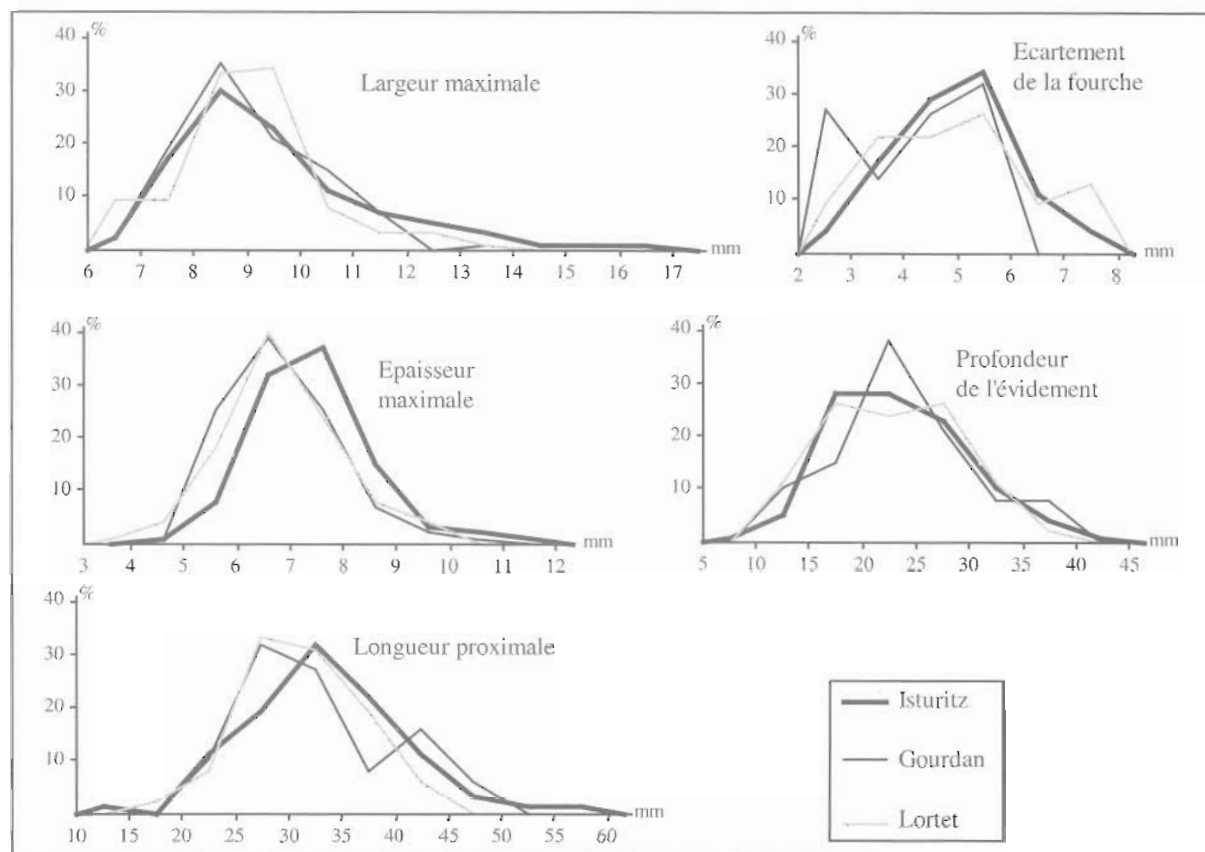 %
40
30
20
10
Largeur maximale
mm
6 7 8 9 10 11 12 13 14 15 16 17
%
40
30
20
10
Ecartement
de la fourche
mm
2 3 4 5 6 7 8
%
40
30
20
10
Epaisseur
maximale
mm
3 4 5 6 7 8 9 10 11 12
%
40
30
20
10
Profondeur
de l'évidement
mm
5 10 15 20 25 30 35 40 45
%
40
30
20
10
Longueur proximale
mm
10 15 20 25 30 35 40 45 50 55 60
Isturitz
Gourdan
Lortet